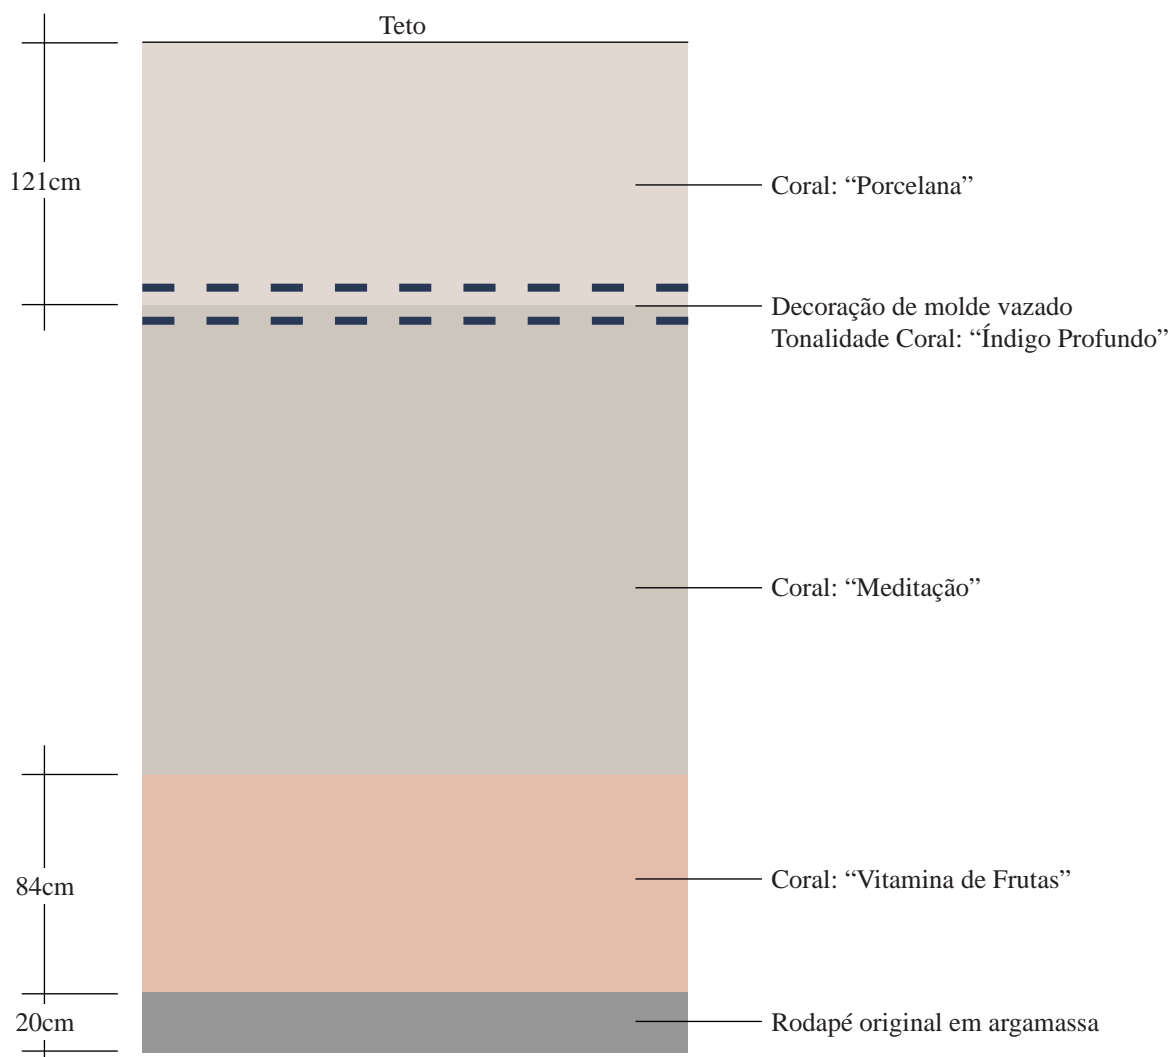 Teto
121cm
Coral: “Porcelana”
Decoração de molde vazado
Tonalidade Coral: “Índigo Profundo”
Coral: “Meditação”
84cm
Coral: “Vitamina de Frutas”
20cm
Rodapé original em argamassa